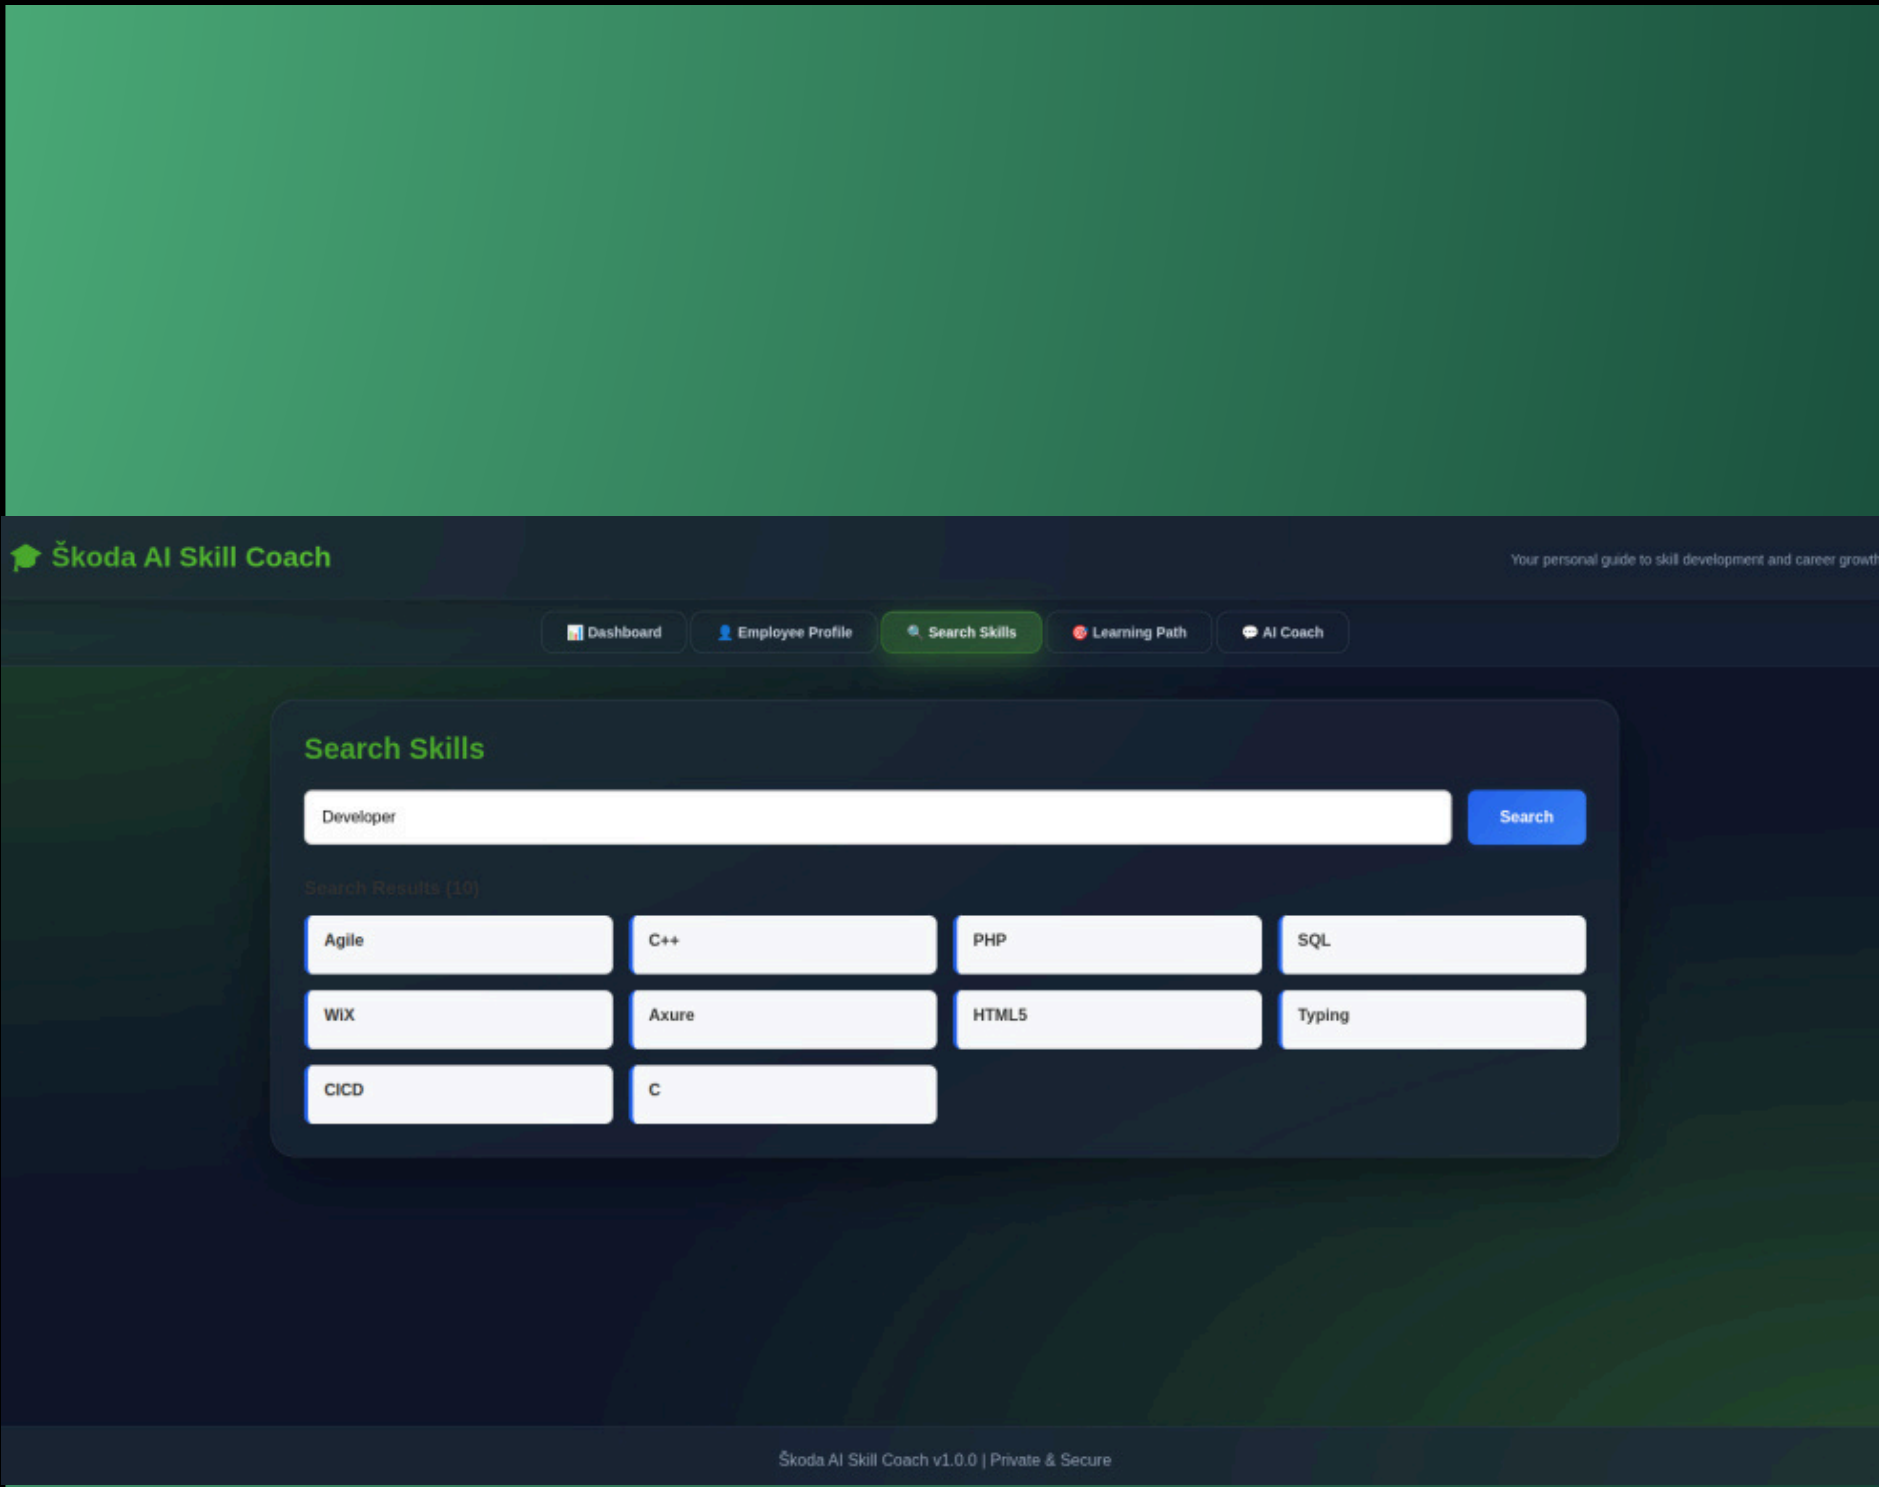 🎓 Škoda AI Skill Coach
Your personal guide to skill development and career growth
📊 Dashboard 👤 Employee Profile 🔍 Search Skills 🎯 Learning Path 💬 AI Coach
Search Skills
Developer Search
Search Results (10)
Agile C++ PHP SQL
WiX Axure HTML5 Typing
CICD C
Škoda AI Skill Coach v1.0.0 | Private & Secure